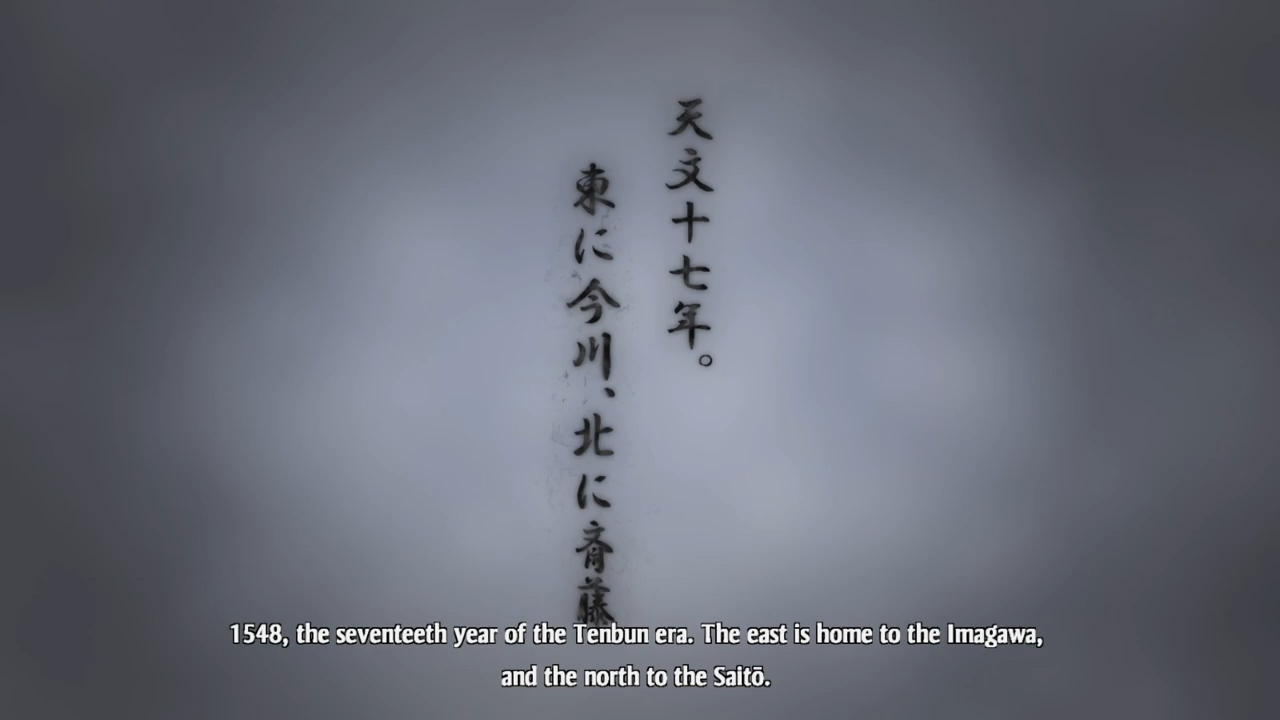 天文十七年。
東に今川、北に斉藤
1548, the seventeeth year of the Tenbun era. The east is home to the Imagawa,
and the north to the Saitō.